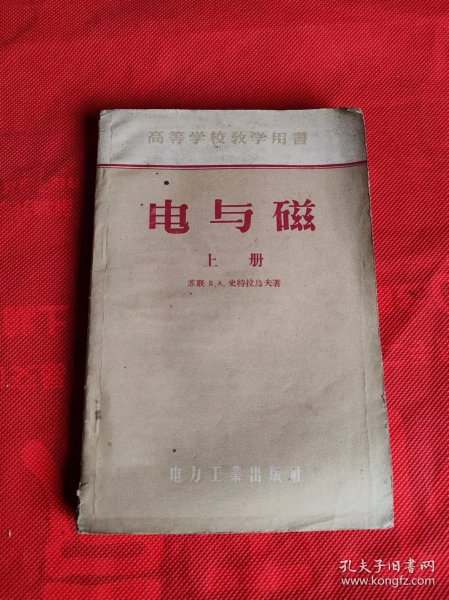 高等学校教学用書
电与磁
上册
苏联 Б.А. 史特拉烏夫著
电力工業出版社
孔夫子旧书网
www.kongfz.com